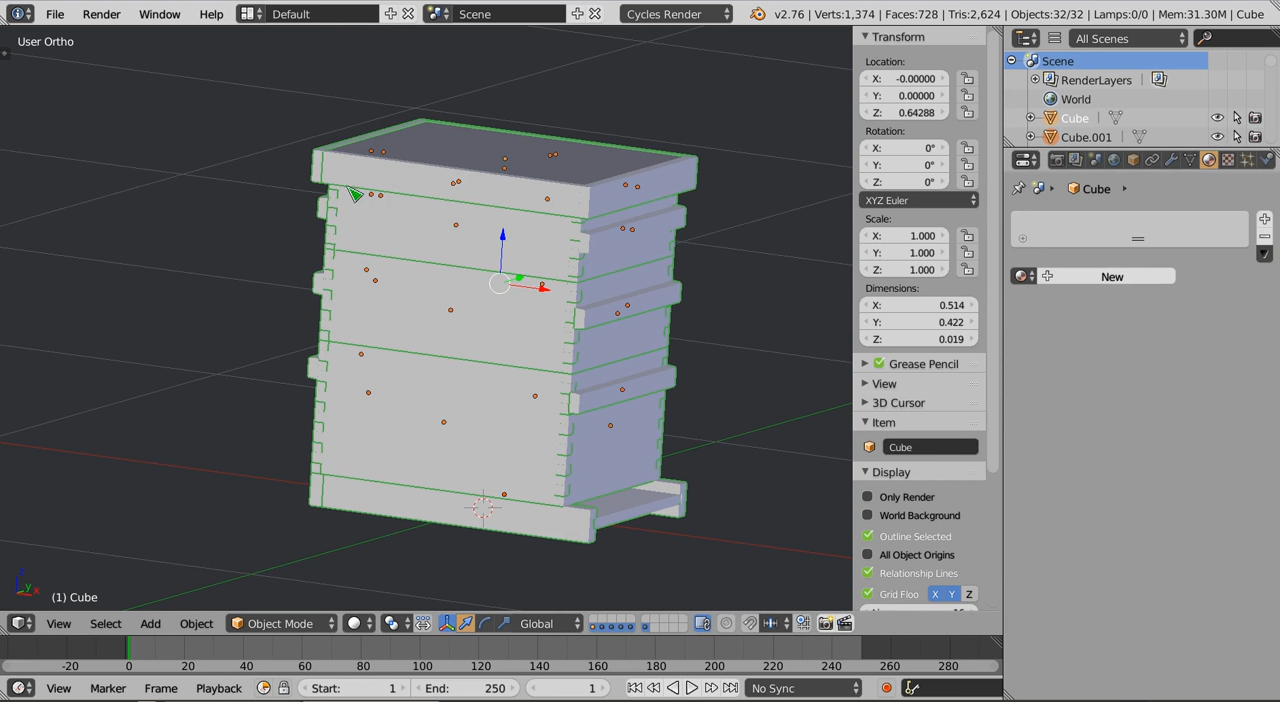 File Render Window Help Default Scene Cycles Render v2.76 | Verts:1,374 | Faces:728 | Tris:2,624 | Objects:32/32 | Lamps:0/0 | Mem:31.30M | Cube
User Ortho
Transform
Location:
X: -0.00000
Y: 0.00000
Z: 0.64288
Rotation:
X: 0°
Y: 0°
Z: 0°
XYZ Euler
Scale:
X: 1.000
Y: 1.000
Z: 1.000
Dimensions:
X: 0.514
Y: 0.422
Z: 0.019
Grease Pencil
View
3D Cursor
Item
Cube
Display
Only Render
World Background
Outline Selected
All Object Origins
Relationship Lines
Grid Floo X Y Z
All Scenes
Scene
RenderLayers |
World
Cube |
Cube.001 |
Cube
New
z
y
x
(1) Cube
View Select Add Object Object Mode Global
-20 0 20 40 60 80 100 120 140 160 180 200 220 240 260 280
View Marker Frame Playback Start: 1 End: 250 1 No Sync